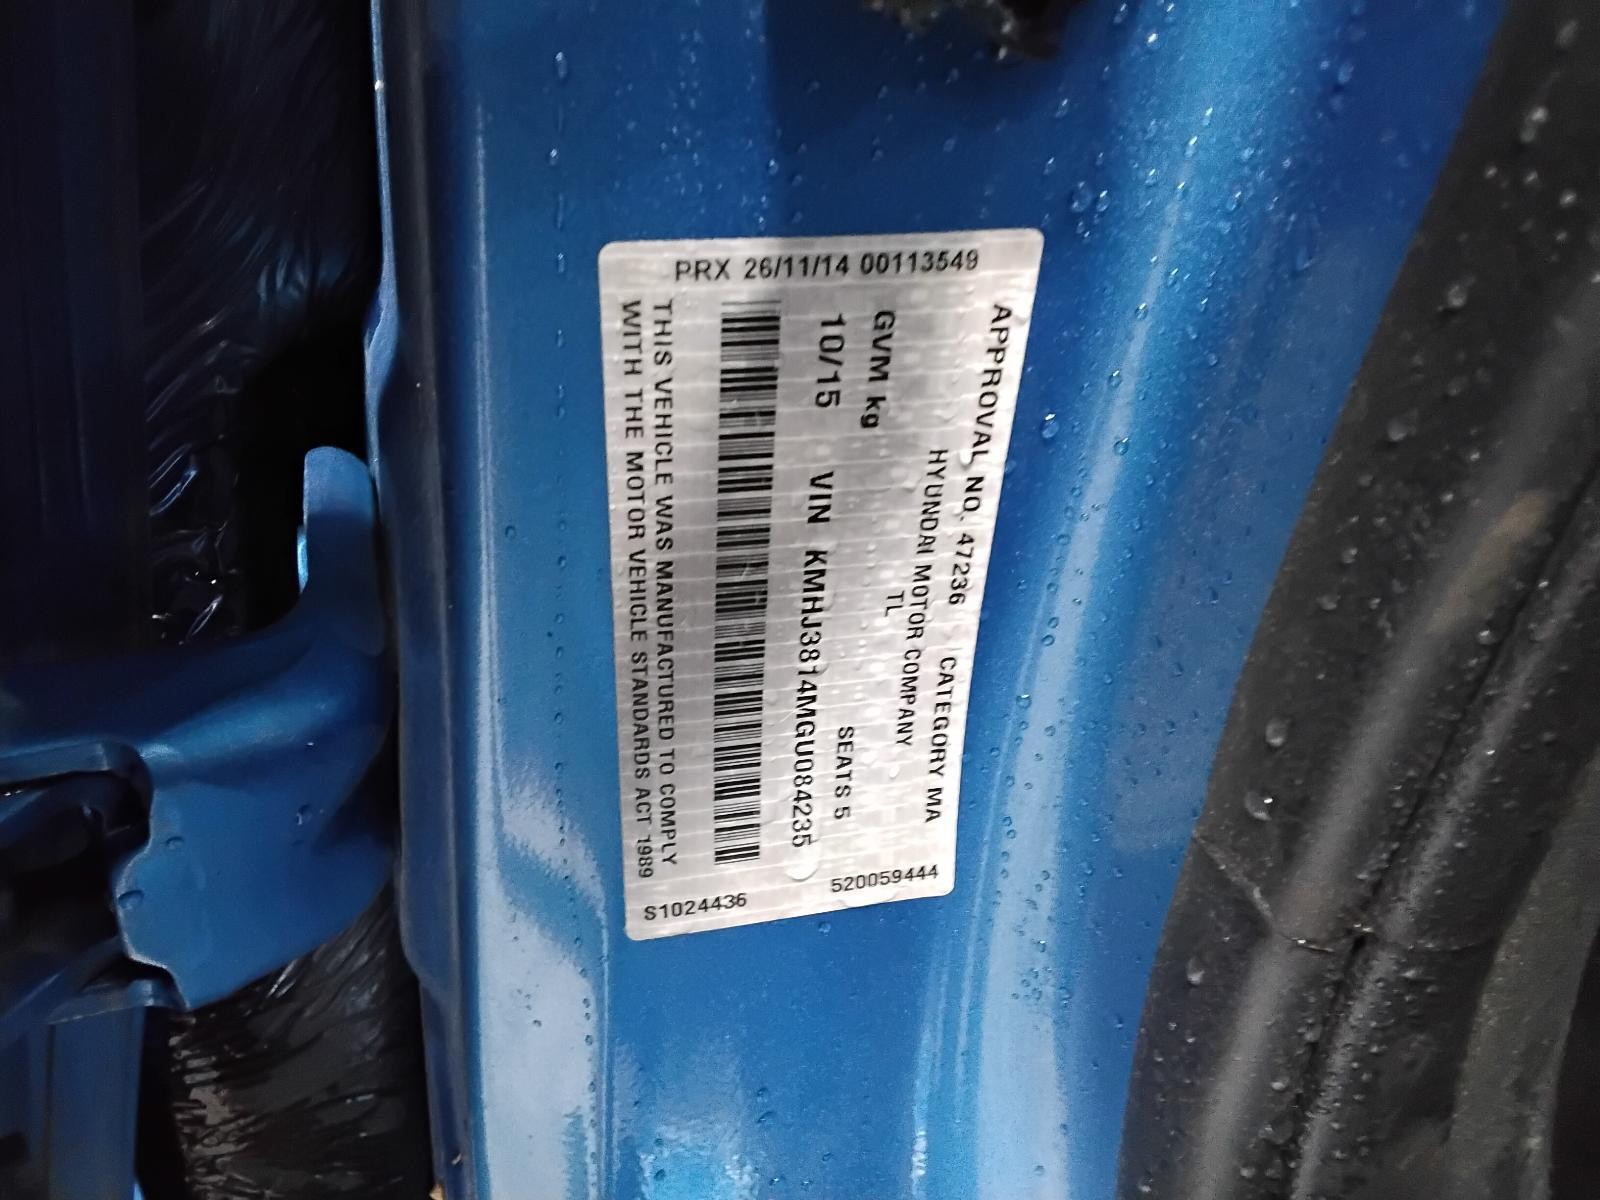 PRX 26/11/14 00113549
APPROVAL NO. 47236 CATEGORY MA
HYUNDAI MOTOR COMPANY
TL
GVM kg
SEATS 5
10/15 VIN KMHJ3814MGU084235
THIS VEHICLE WAS MANUFACTURED TO COMPLY
WITH THE MOTOR VEHICLE STANDARDS ACT 1989
S1024436 520059444